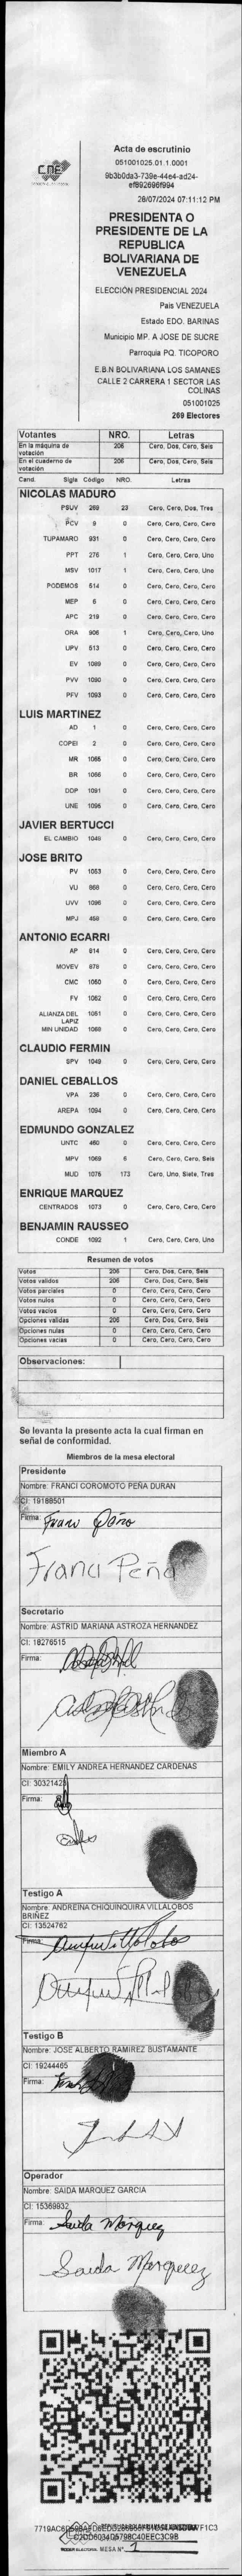 CNE
Acta de escrutinio
051001025.01.1.0001
9b3b0da3-739e-44e4-ad24-
ef892696f994
28/07/2024 07:11:12 PM
PRESIDENTA O
PRESIDENTE DE LA
REPUBLICA
BOLIVARIANA DE
VENEZUELA
ELECCIÓN PRESIDENCIAL 2024
Pais VENEZUELA
Estado EDO. BARINAS
Municipio MP. A JOSE DE SUCRE
Parroquia PQ. TICOPORO
E.B.N BOLIVARIANA LOS SAMANES
CALLE 2 CARRERA 1 SECTOR LAS
COLINAS
051001025
269 Electores
Votantes NRO. Letras
En la máquina de votación 206 Cero, Dos, Cero, Seis
En el cuaderno de votación 206 Cero, Dos, Cero, Seis
Cand. Sigla Código NRO. Letras
NICOLAS MADURO
PSUV 269 23 Cero, Cero, Dos, Tres
PCV 9 0 Cero, Cero, Cero, Cero
TUPAMARO 931 0 Cero, Cero, Cero, Cero
PPT 276 1 Cero, Cero, Cero, Uno
MSV 1017 1 Cero, Cero, Cero, Uno
PODEMOS 514 0 Cero, Cero, Cero, Cero
MEP 6 0 Cero, Cero, Cero, Cero
APC 219 0 Cero, Cero, Cero, Cero
ORA 906 1 Cero, Cero, Cero, Uno
UPV 513 0 Cero, Cero, Cero, Cero
EV 1089 0 Cero, Cero, Cero, Cero
PVV 1090 0 Cero, Cero, Cero, Cero
PFV 1093 0 Cero, Cero, Cero, Cero
LUIS MARTINEZ
AD 1 0 Cero, Cero, Cero, Cero
COPEI 2 0 Cero, Cero, Cero, Cero
MR 1065 0 Cero, Cero, Cero, Cero
BR 1066 0 Cero, Cero, Cero, Cero
DDP 1091 0 Cero, Cero, Cero, Cero
UNE 1095 0 Cero, Cero, Cero, Cero
JAVIER BERTUCCI
EL CAMBIO 1048 0 Cero, Cero, Cero, Cero
JOSE BRITO
PV 1053 0 Cero, Cero, Cero, Cero
VU 868 0 Cero, Cero, Cero, Cero
UVV 1096 0 Cero, Cero, Cero, Cero
MPJ 458 0 Cero, Cero, Cero, Cero
ANTONIO ECARRI
AP 814 0 Cero, Cero, Cero, Cero
MOVEV 878 0 Cero, Cero, Cero, Cero
CMC 1050 0 Cero, Cero, Cero, Cero
FV 1052 0 Cero, Cero, Cero, Cero
ALIANZA DEL LAPIZ 1051 0 Cero, Cero, Cero, Cero
MIN UNIDAD 1068 0 Cero, Cero, Cero, Cero
CLAUDIO FERMIN
SPV 1049 0 Cero, Cero, Cero, Cero
DANIEL CEBALLOS
VPA 236 0 Cero, Cero, Cero, Cero
AREPA 1094 0 Cero, Cero, Cero, Cero
EDMUNDO GONZALEZ
UNTC 460 0 Cero, Cero, Cero, Cero
MPV 1069 6 Cero, Cero, Cero, Seis
MUD 1075 173 Cero, Uno, Siete, Tres
ENRIQUE MARQUEZ
CENTRADOS 1073 0 Cero, Cero, Cero, Cero
BENJAMIN RAUSSEO
CONDE 1092 1 Cero, Cero, Cero, Uno
Resumen de votos
Votos 206 Cero, Dos, Cero, Seis
Votos validos 206 Cero, Dos, Cero, Seis
Votos parciales 0 Cero, Cero, Cero, Cero
Votos nulos 0 Cero, Cero, Cero, Cero
Votos vacios 0 Cero, Cero, Cero, Cero
Opciones validas 206 Cero, Dos, Cero, Seis
Opciones nulas 0 Cero, Cero, Cero, Cero
Opciones vacias 0 Cero, Cero, Cero, Cero
Observaciones:
Se levanta la presente acta la cual firman en
señal de conformidad.
Miembros de la mesa electoral
Presidente
Nombre: FRANCI COROMOTO PEÑA DURAN
CI: 19188501
Firma: Franci Peña
Franci Peña
Secretario
Nombre: ASTRID MARIANA ASTROZA HERNANDEZ
CI: 18276515
Firma:
Miembro A
Nombre: EMILY ANDREA HERNANDEZ CARDENAS
CI: 30321423
Firma:
Testigo A
Nombre: ANDREINA CHIQUINQUIRA VILLALOBOS
BRIÑEZ
CI: 13524762
Firma:
Testigo B
Nombre: JOSE ALBERTO RAMIREZ BUSTAMANTE
CI: 19244465
Firma:
Operador
Nombre: SAIDA MARQUEZ GARCIA
CI: 15369932
Firma: Saida Marquez
Saida Marquez
C2DD6034D5798C40EEC3C9B
PODER ELECTORAL MESA Nº 1